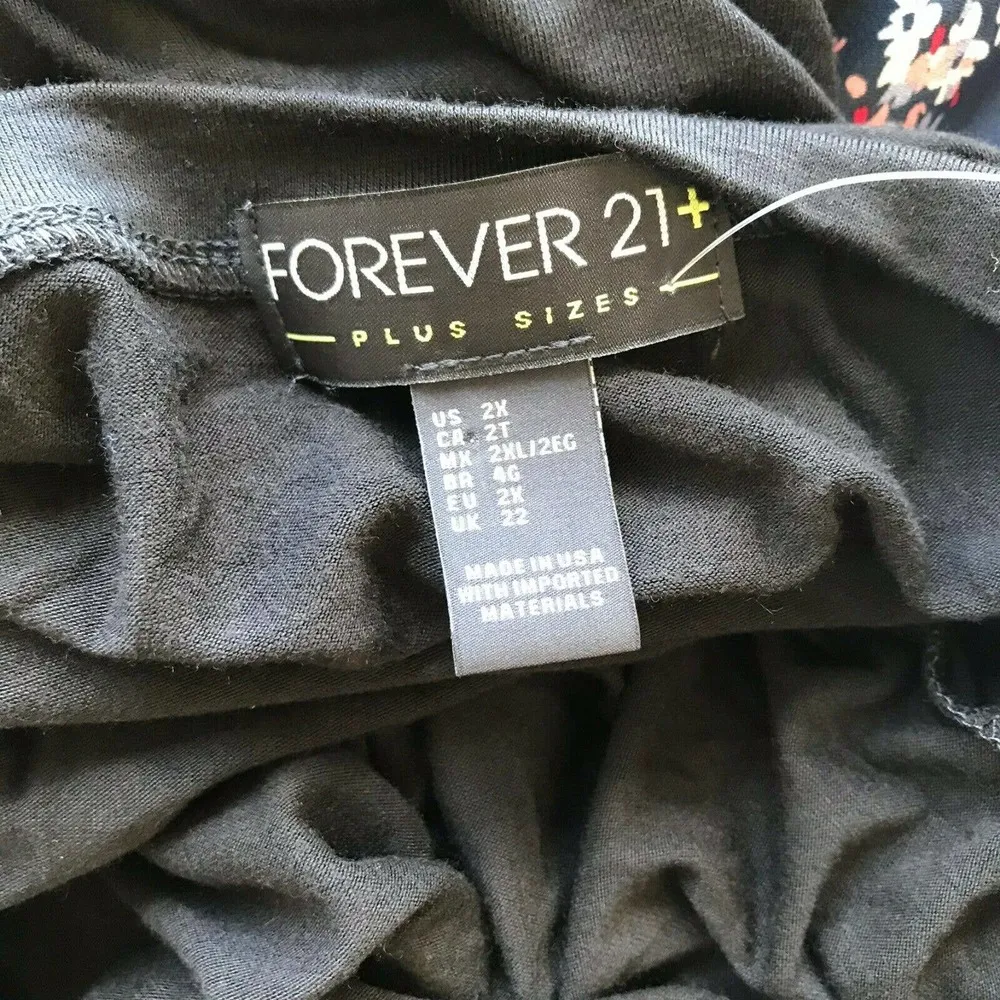 FOREVER 21+
PLUS SIZES
US 2X
CA 2T
MX 2XL/2EG
BR 4G
EU 2X
UK 22
MADE IN USA
WITH IMPORTED
MATERIALS